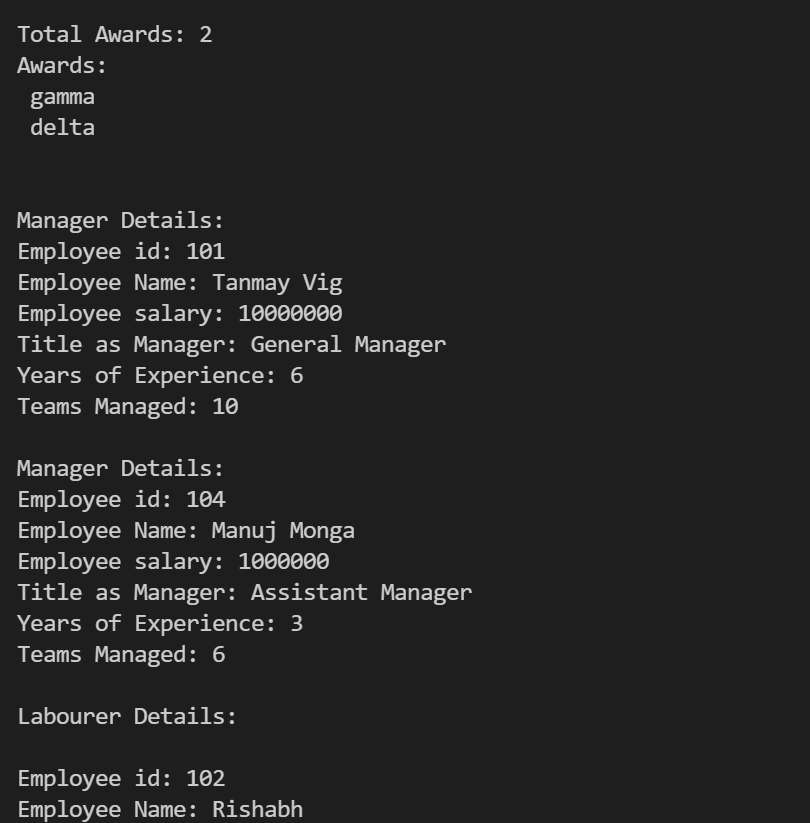 Total Awards: 2
Awards:
gamma
delta
Manager Details:
Employee id: 101
Employee Name: Tanmay Vig
Employee salary: 10000000
Title as Manager: General Manager
Years of Experience: 6
Teams Managed: 10
Manager Details:
Employee id: 104
Employee Name: Manuj Monga
Employee salary: 1000000
Title as Manager: Assistant Manager
Years of Experience: 3
Teams Managed: 6
Labourer Details:
Employee id: 102
Employee Name: Rishabh